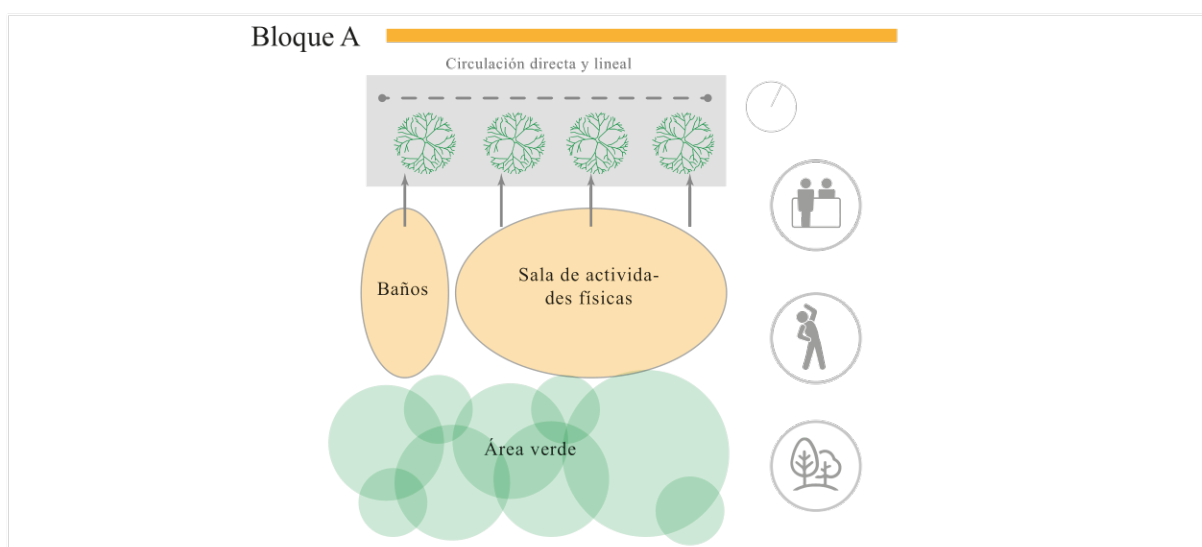 Bloque A
Circulación directa y lineal
Baños
Sala de activida-
des físicas
Área verde